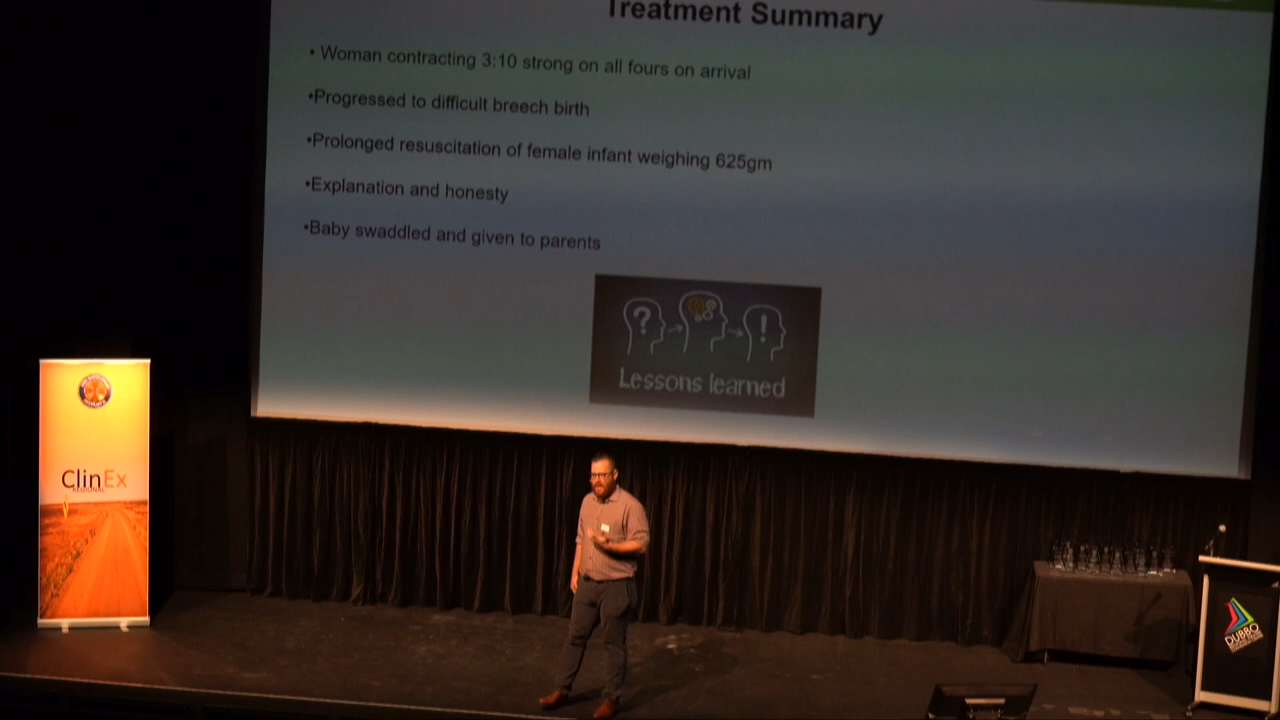 Treatment Summary
• Woman contracting 3:10 strong on all fours on arrival
•Progressed to difficult breech birth
•Prolonged resuscitation of female infant weighing 625gm
•Explanation and honesty
•Baby swaddled and given to parents
? !
Lessons learned
ClinEx
REGIONAL
DUBBO